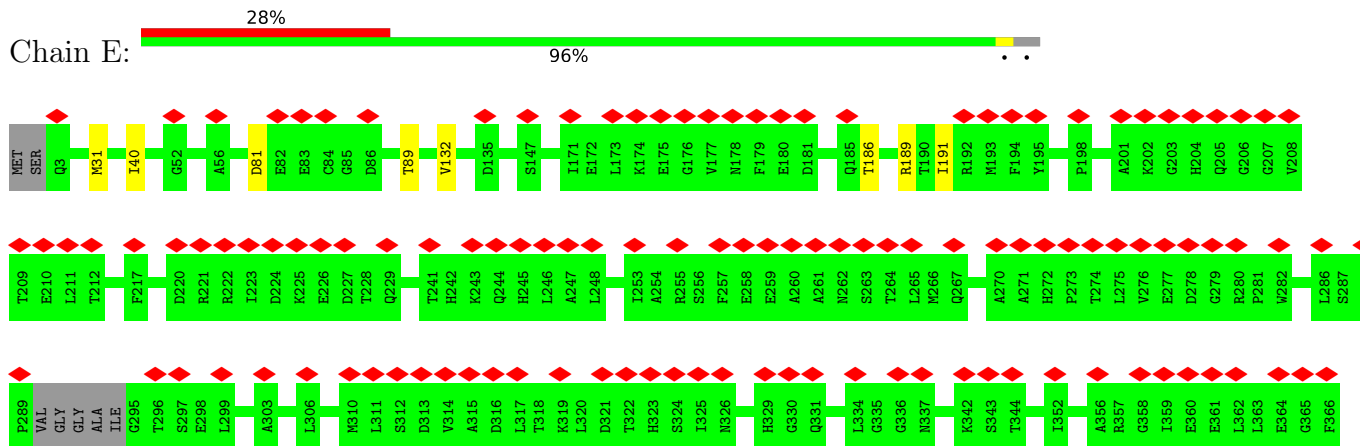 28%
Chain E:
96%
• •
MET SER Q3 M31 I40 G52 A56 D81 E82 E83 C84 G85 D86 T89 V132 D135 S147 I171 E172 L173 K174 E175 G176 V177 N178 F179 E180 D181 Q185 T186 R189 T190 I191 R192 M193 F194 Y195 P198 A201 K202 G203 H204 Q205 G206 G207 V208
T209 E210 L211 T212 F217 D220 R221 R222 I223 D224 K225 E226 D227 T228 Q229 T241 H242 K243 Q244 H245 L246 A247 L248 I253 A254 R255 S256 F257 E258 E259 A260 A261 N262 S263 T264 L265 M266 Q267 A270 A271 H272 P273 T274 L275 V276 E277 D278 G279 R280 P281 W282 L286 S287
P289 VAL GLY GLY ALA ILE G295 T296 S297 E298 L299 A303 L306 M310 L311 S312 D313 V314 A315 D316 L317 T318 K319 L320 D321 T322 H323 S324 I325 N326 H329 G330 Q331 L334 G335 G336 N337 K342 S343 T344 I352 A356 R357 G358 I359 E360 E361 L362 L363 E364 G365 F366